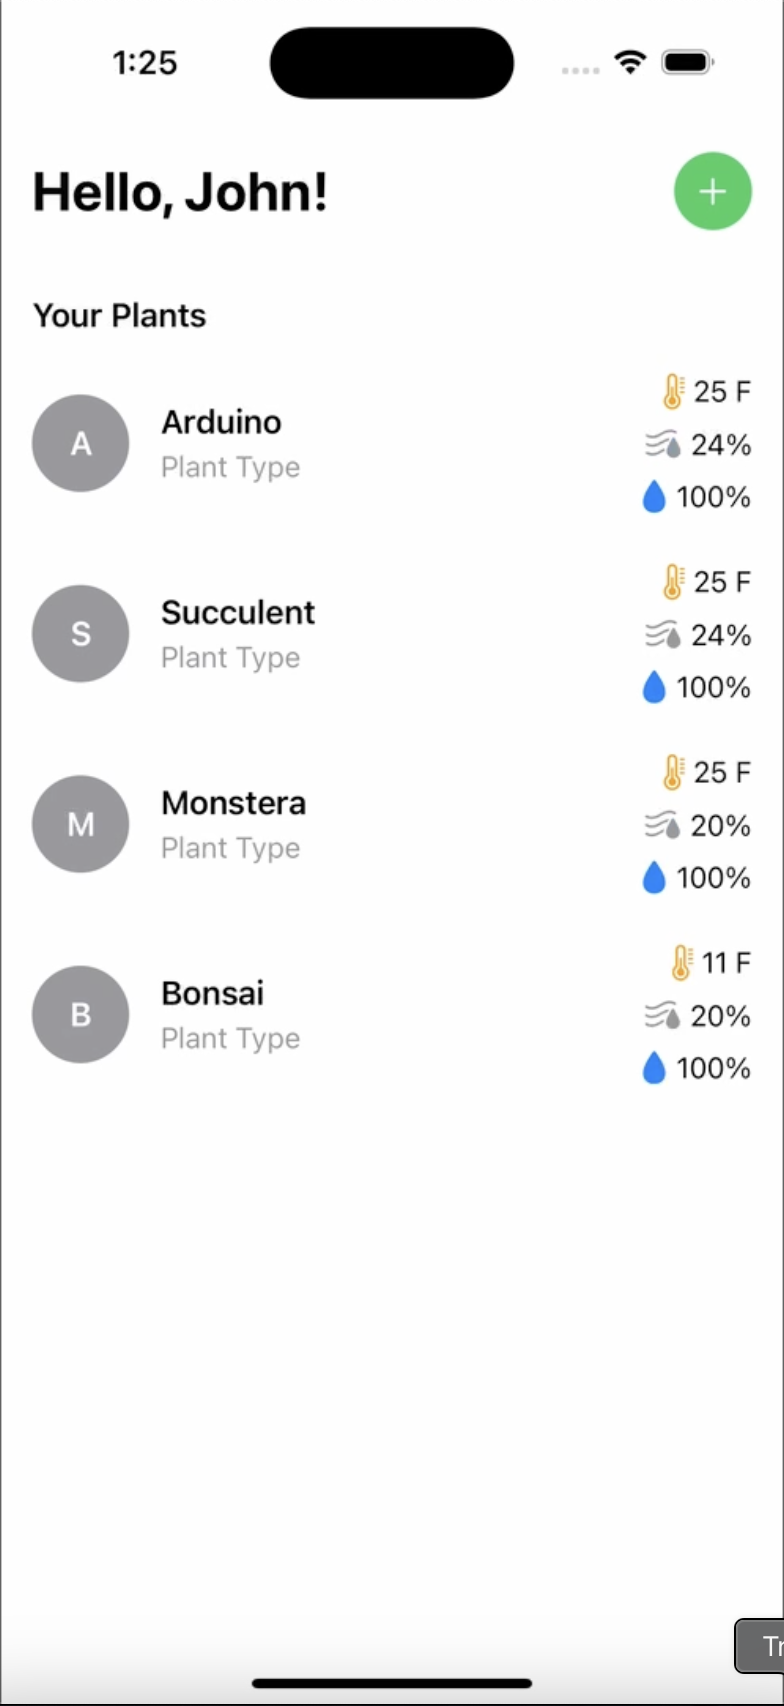 1:25
Hello, John!
Your Plants
A
Arduino
Plant Type
25 F
24%
100%
S
Succulent
Plant Type
25 F
24%
100%
M
Monstera
Plant Type
25 F
20%
100%
B
Bonsai
Plant Type
11 F
20%
100%